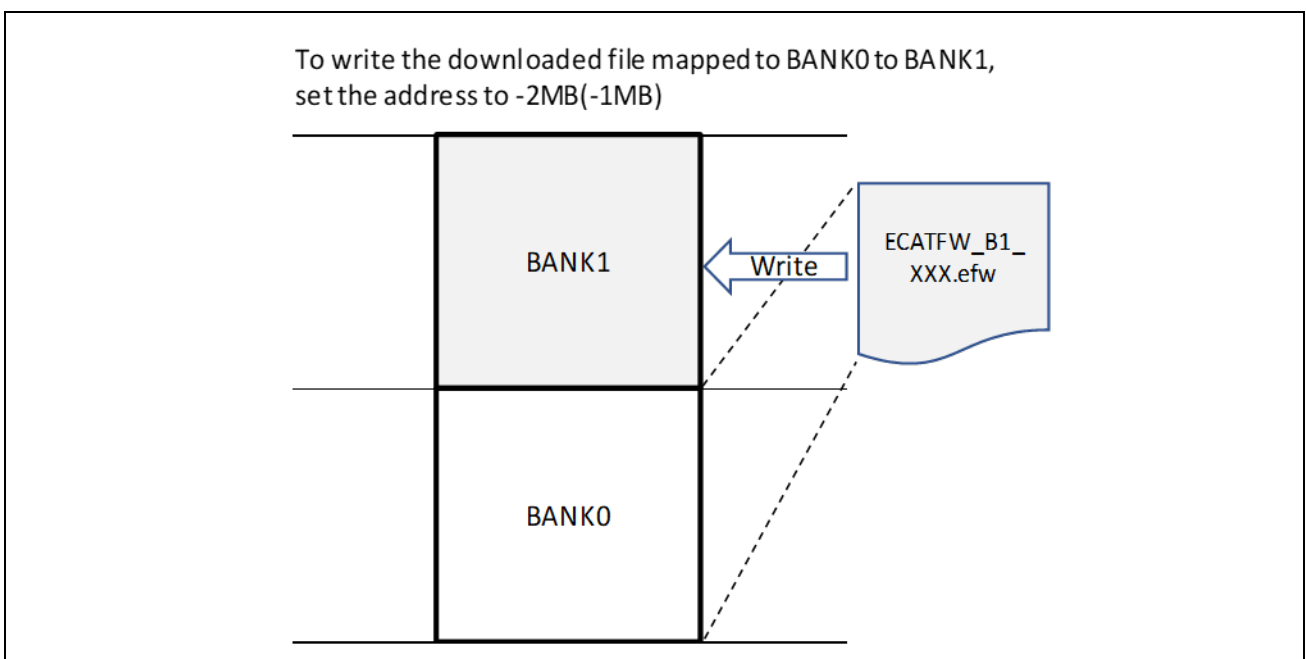 To write the downloaded file mapped to BANK0 to BANK1,
set the address to -2MB(-1MB)
BANK1
Write
ECATFW_B1_
XXX.efw
BANK0